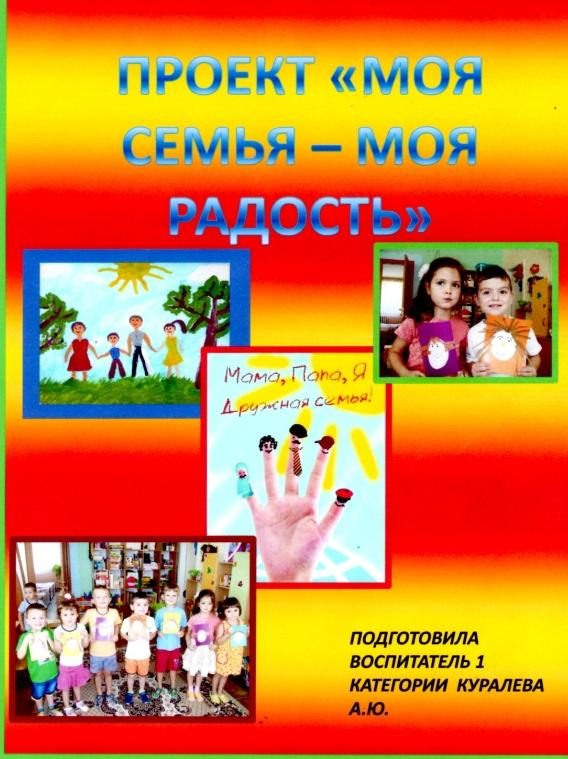 ПРОЕКТ «МОЯ
СЕМЬЯ – МОЯ
РАДОСТЬ»
Мама, Папа, Я
Дружная семья!
ПОДГОТОВИЛА
ВОСПИТАТЕЛЬ 1
КАТЕГОРИИ КУРАЛЕВА
А.Ю.